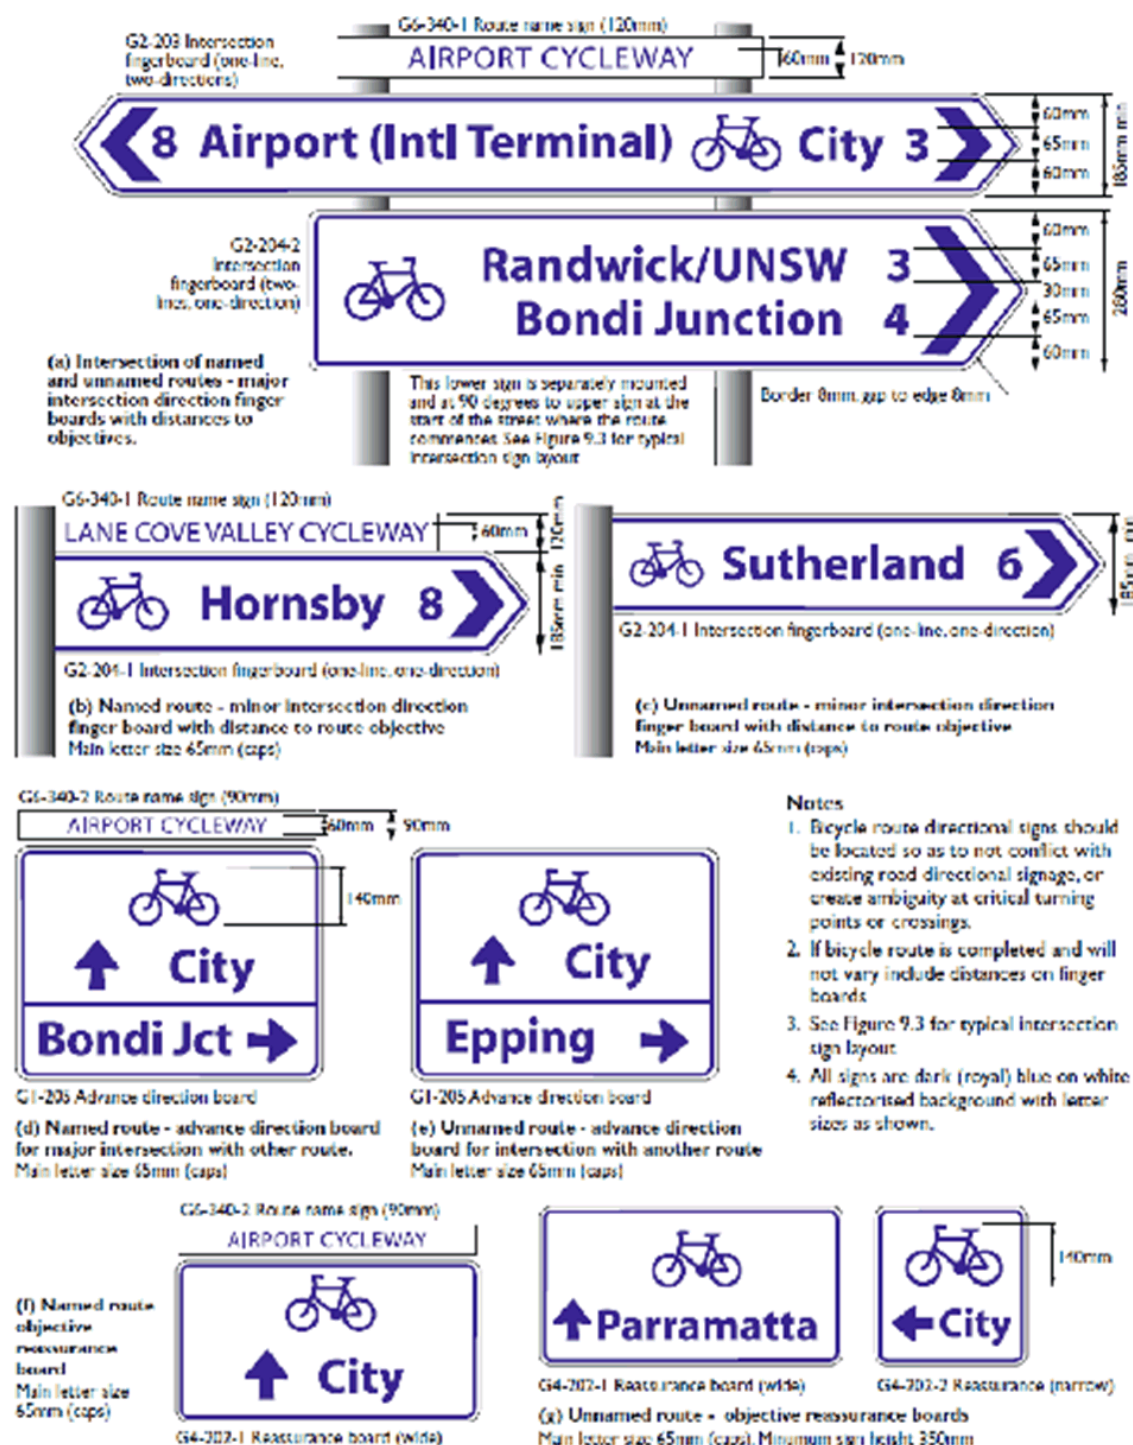 G6-340-1 Route name sign (120mm)
G2-203 Intersection
fingerboard (one-line,
two-directions)
AIRPORT CYCLEWAY
60mm
120mm
8 Airport (Intl Terminal)
City 3
60mm
65mm
60mm
185mm min
G2-204-2
Intersection
fingerboard (two-
lines, one-direction)
Randwick/UNSW 3
Bondi Junction 4
60mm
65mm
30mm
65mm
60mm
280mm
(a) Intersection of named
and unnamed routes - major
intersection direction finger
boards with distances to
objectives.
This lower sign is separately mounted
and at 90 degrees to upper sign at the
start of the street where the route
commences. See Figure 9.3 for typical
intersection sign layout
Border 8mm, gap to edge 8mm
G6-340-1 Route name sign (120mm)
LANE COVE VALLEY CYCLEWAY
60mm
120mm
Hornsby 8
185mm min
G2-204-1 Intersection fingerboard (one-line, one-direction)
(b) Named route - minor intersection direction
finger board with distance to route objective
Main letter size 65mm (caps)
Sutherland 6
185mm min
G2-204-1 Intersection fingerboard (one-line, one-direction)
(c) Unnamed route - minor intersection direction
finger board with distance to route objective
Main letter size 65mm (caps)
G6-340-2 Route name sign (90mm)
AIRPORT CYCLEWAY
60mm
90mm
140mm
City
Bondi Jct
G1-205 Advance direction board
(d) Named route - advance direction board
for major intersection with other route.
Main letter size 65mm (caps)
City
Epping
G1-205 Advance direction board
(e) Unnamed route - advance direction
board for intersection with another route
Main letter size 65mm (caps)
Notes
1. Bicycle route directional signs should
be located so as to not conflict with
existing road directional signage, or
create ambiguity at critical turning
points or crossings.
2. If bicycle route is completed and will
not vary include distances on finger
boards
3. See Figure 9.3 for typical intersection
sign layout
4. All signs are dark (royal) blue on white
reflectorised background with letter
sizes as shown.
G6-340-2 Route name sign (90mm)
AIRPORT CYCLEWAY
City
(f) Named route
objective
reassurance
board
Main letter size
65mm (caps)
G4-202-1 Reassurance board (wide)
Parramatta
G4-202-1 Reassurance board (wide)
City
140mm
G4-202-2 Reassurance (narrow)
(g) Unnamed route - objective reassurance boards
Main letter size 65mm (caps), Minimum sign height 350mm